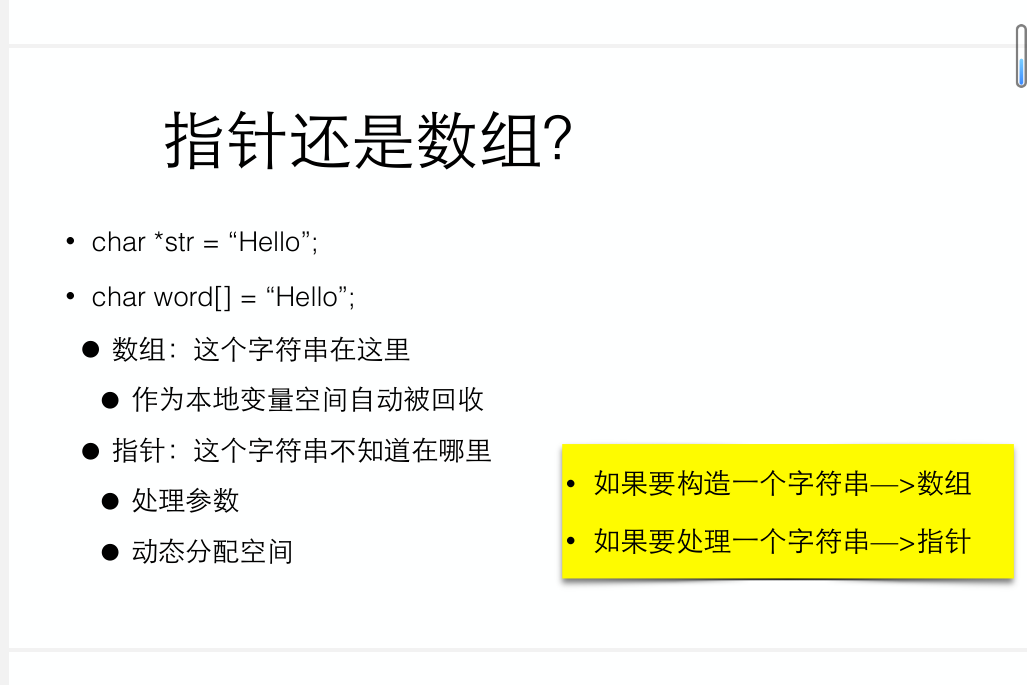 指针还是数组?
• char *str = “Hello”;
• char word[] = “Hello”;
● 数组：这个字符串在这里
● 作为本地变量空间自动被回收
● 指针：这个字符串不知道在哪里
● 处理参数
● 动态分配空间
• 如果要构造一个字符串—>数组
• 如果要处理一个字符串—>指针